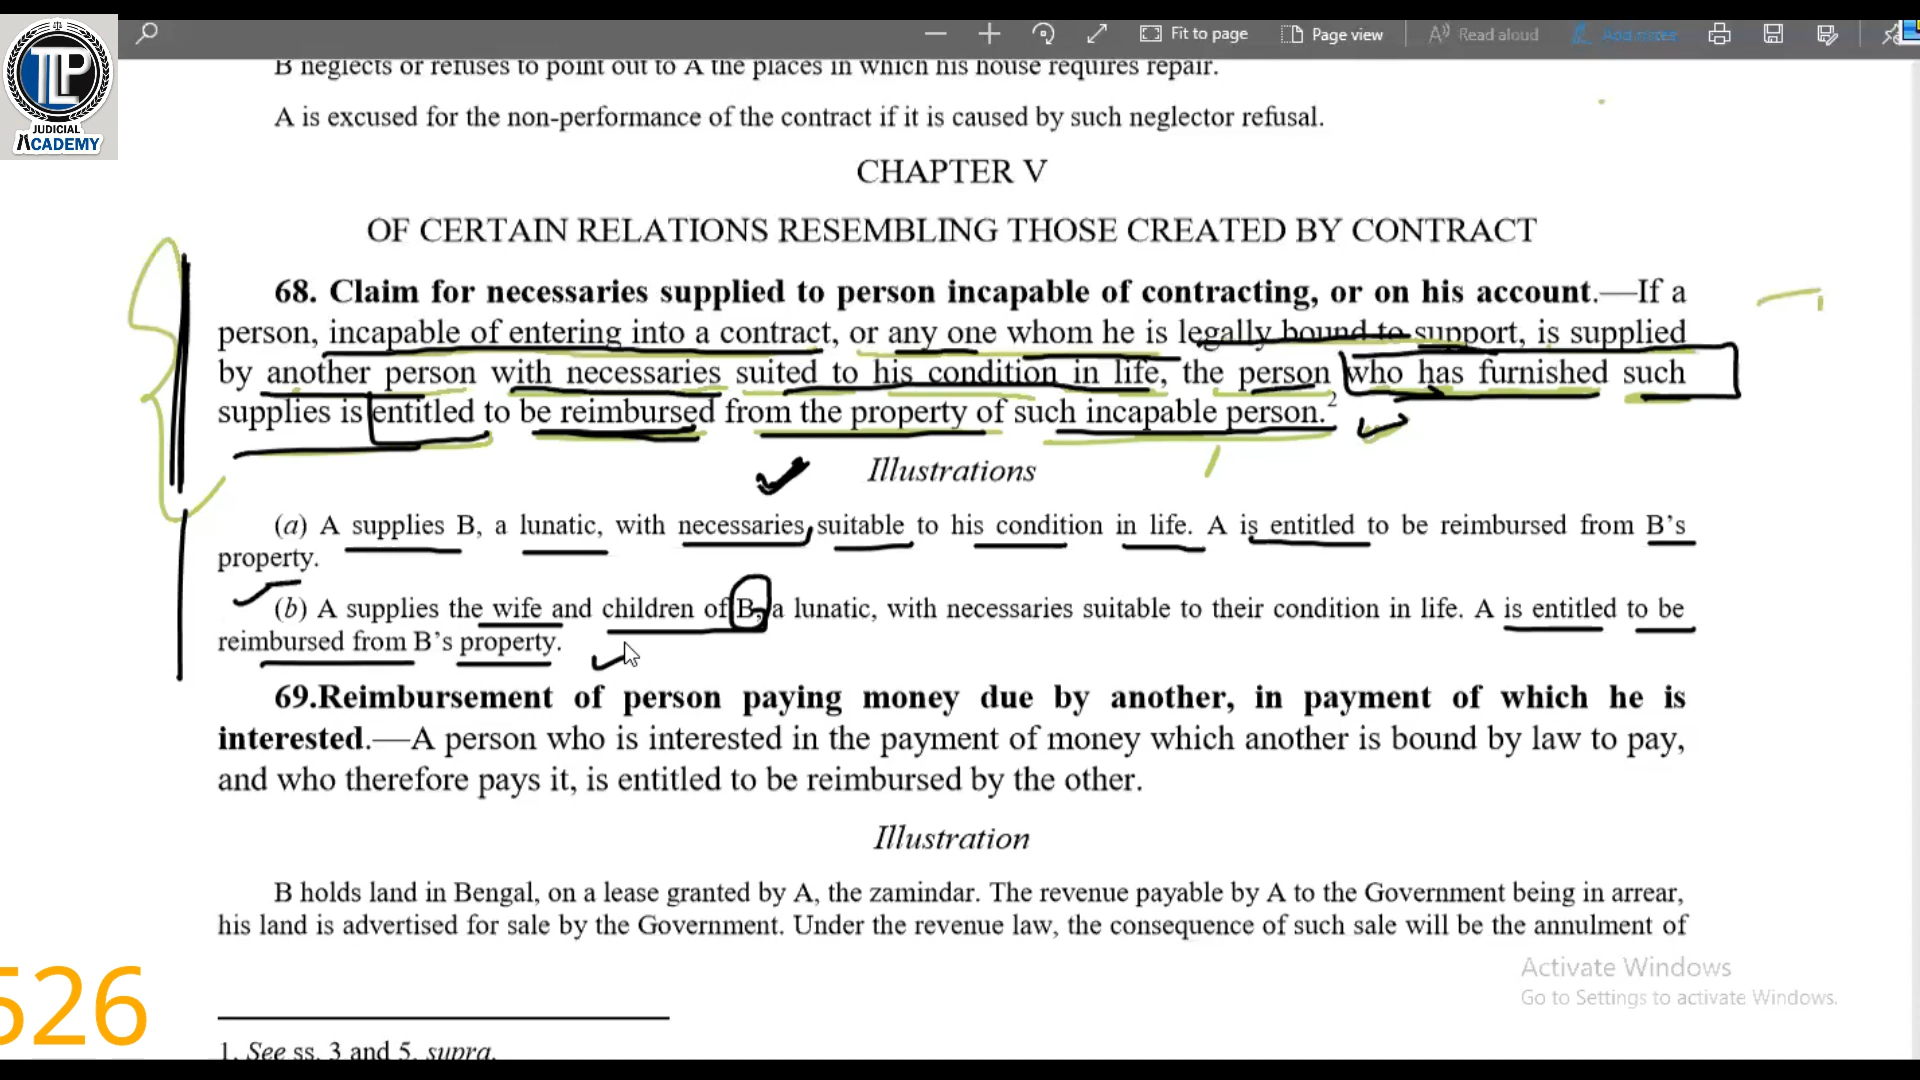 TLP
JUDICIAL
ACADEMY
Fit to page
Page view
Read aloud
Add notes
B neglects or refuses to point out to A the places in which his house requires repair.
A is excused for the non-performance of the contract if it is caused by such neglector refusal.
CHAPTER V
OF CERTAIN RELATIONS RESEMBLING THOSE CREATED BY CONTRACT
68. Claim for necessaries supplied to person incapable of contracting, or on his account.—If a
person, incapable of entering into a contract, or any one whom he is legally bound to support, is supplied
by another person with necessaries suited to his condition in life, the person who has furnished such
supplies is entitled to be reimbursed from the property of such incapable person.2
Illustrations
(a) A supplies B, a lunatic, with necessaries suitable to his condition in life. A is entitled to be reimbursed from B’s
property.
(b) A supplies the wife and children of B, a lunatic, with necessaries suitable to their condition in life. A is entitled to be
reimbursed from B’s property.
69.Reimbursement of person paying money due by another, in payment of which he is
interested.—A person who is interested in the payment of money which another is bound by law to pay,
and who therefore pays it, is entitled to be reimbursed by the other.
Illustration
B holds land in Bengal, on a lease granted by A, the zamindar. The revenue payable by A to the Government being in arrear,
his land is advertised for sale by the Government. Under the revenue law, the consequence of such sale will be the annulment of
Activate Windows
Go to Settings to activate Windows.
526
1. See ss. 3 and 5, supra.